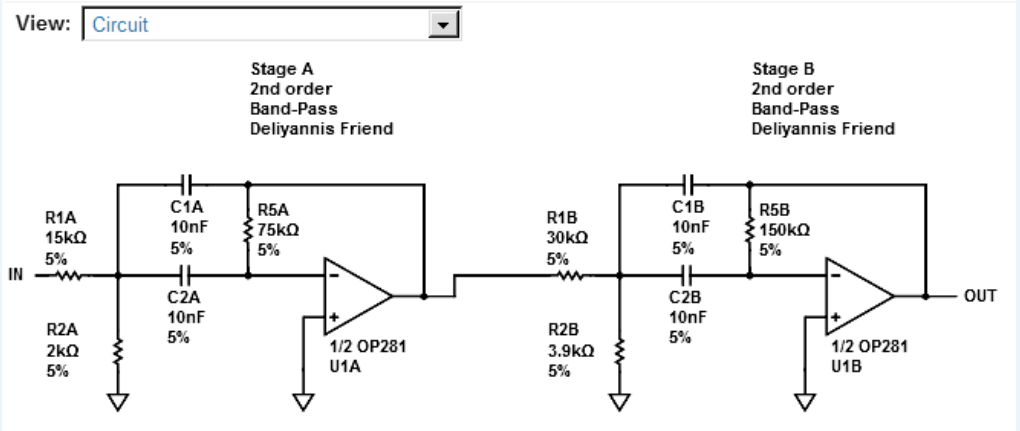 View: Circuit
Stage A
2nd order
Band-Pass
Deliyannis Friend
Stage B
2nd order
Band-Pass
Deliyannis Friend
R1A
15kΩ
5%
C1A
10nF
5%
R5A
75kΩ
5%
IN
C2A
10nF
5%
R2A
2kΩ
5%
-
+
1/2 OP281
U1A
R1B
30kΩ
5%
C1B
10nF
5%
R5B
150kΩ
5%
C2B
10nF
5%
R2B
3.9kΩ
5%
-
+
1/2 OP281
U1B
OUT